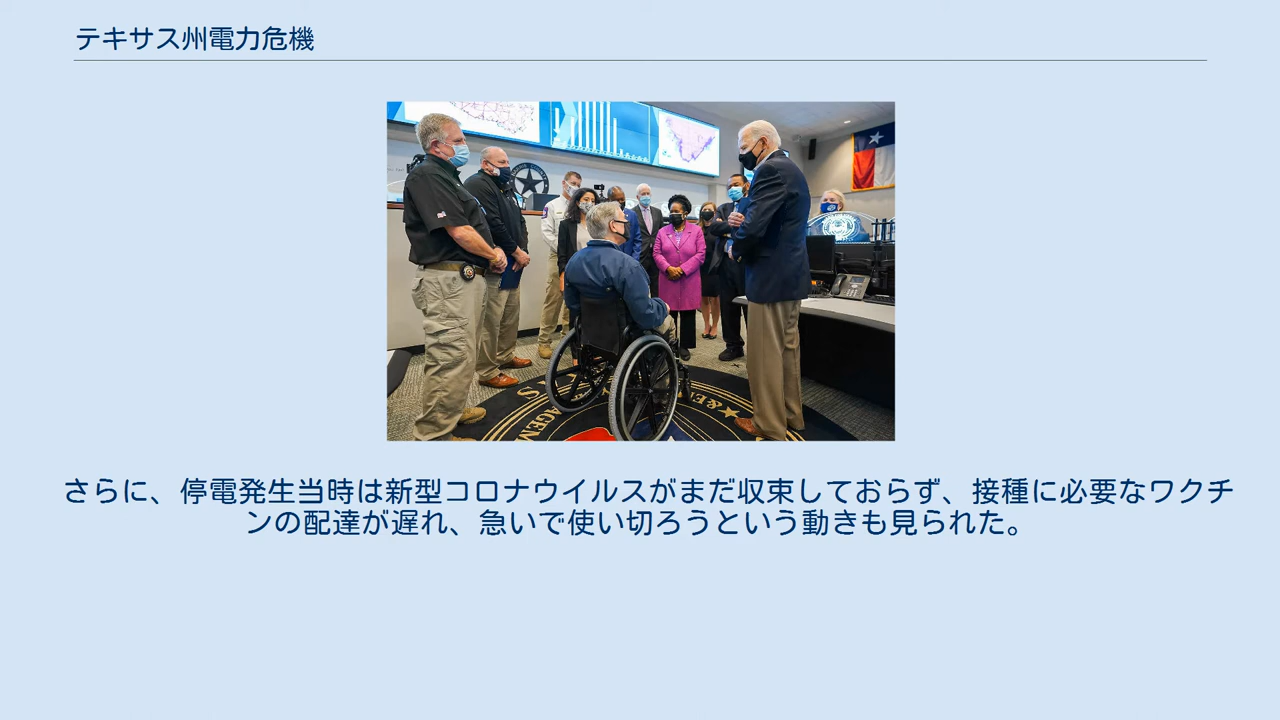 テキサス州電力危機
さらに、停電発生当時は新型コロナウイルスがまだ収束しておらず、接種に必要なワクチ
ンの配達が遅れ、急いで使い切ろうという動きも見られた。